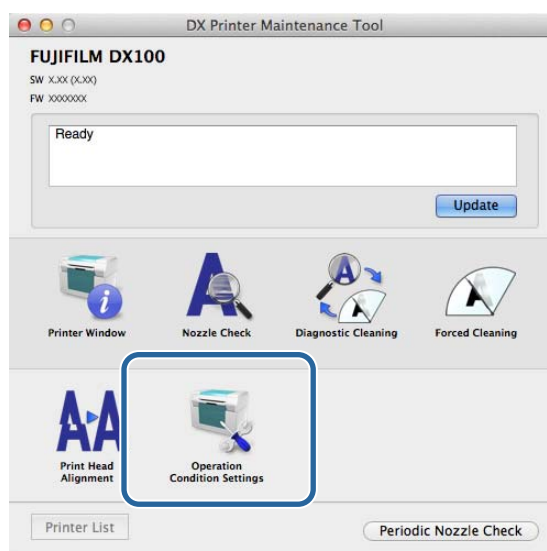 DX Printer Maintenance Tool
FUJIFILM DX100
SW X.XX (X.XX)
FW XXXXXXX
Ready
Update
Printer Window
Nozzle Check
Diagnostic Cleaning
Forced Cleaning
Print Head
Alignment
Operation
Condition Settings
Printer List
Periodic Nozzle Check